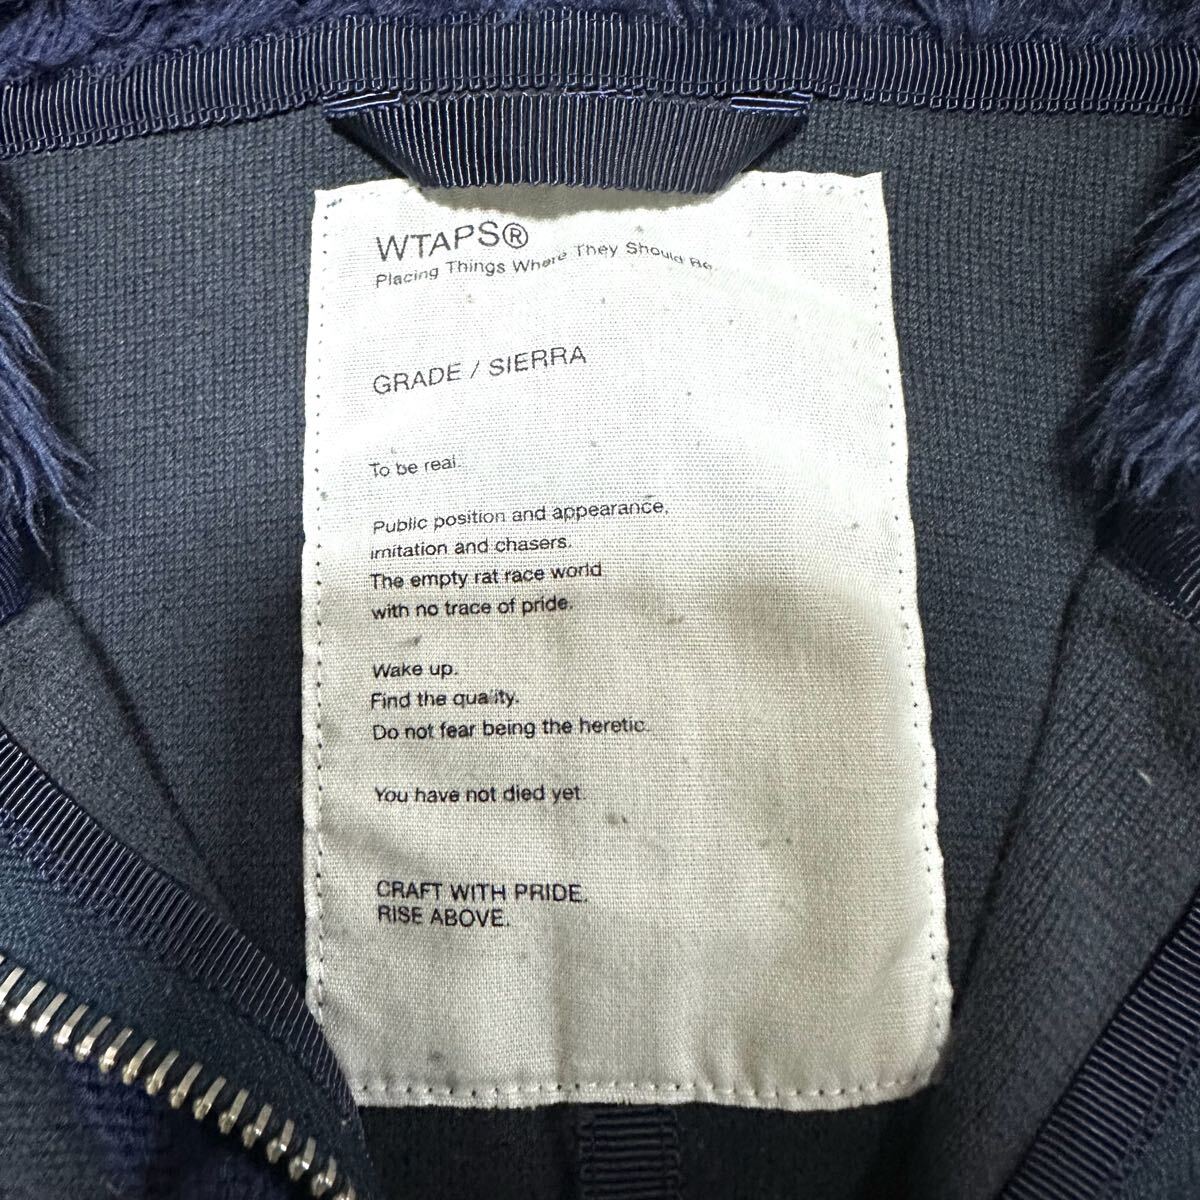 WTAPS®
Placing Things Where They Should Be.
GRADE / SIERRA
To be real.
Public position and appearance,
imitation and chasers.
The empty rat race world
with no trace of pride.
Wake up.
Find the quality.
Do not fear being the heretic.
You have not died yet.
CRAFT WITH PRIDE.
RISE ABOVE.